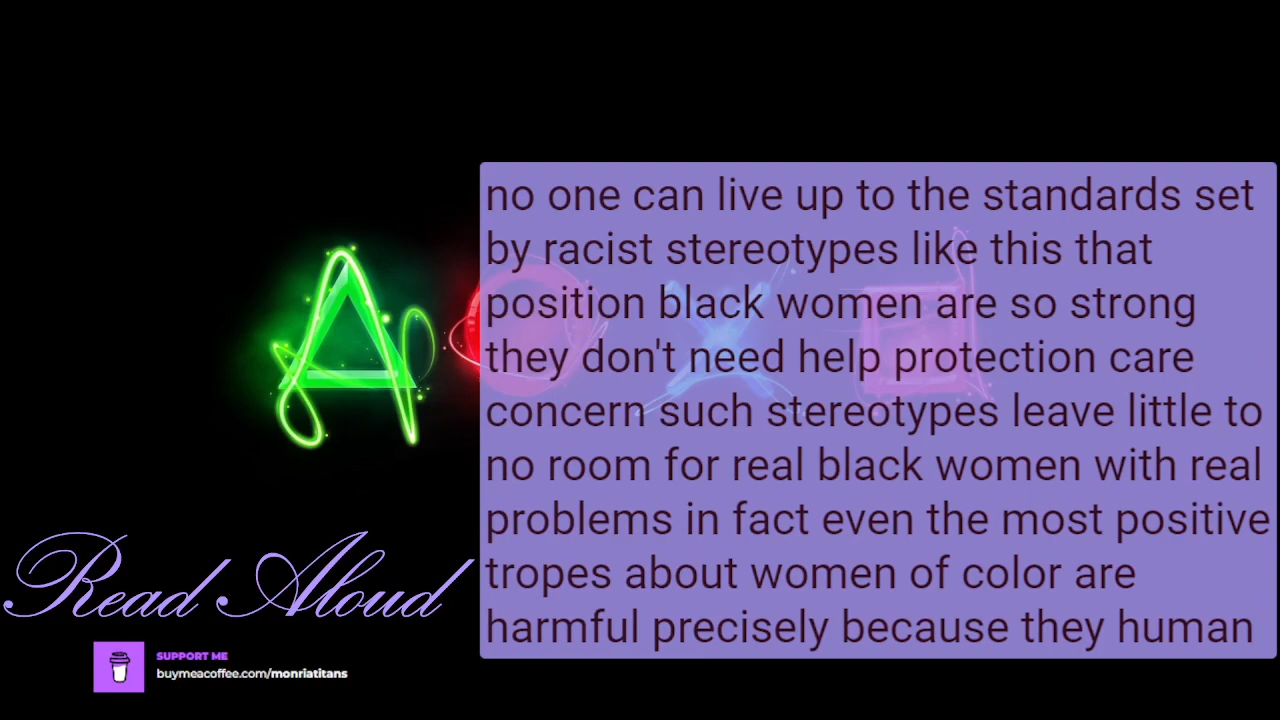 no one can live up to the standards set
by racist stereotypes like this that
position black women are so strong
they don't need help protection care
concern such stereotypes leave little to
no room for real black women with real
problems in fact even the most positive
tropes about women of color are
harmful precisely because they human
Read Aloud
SUPPORT ME
buymeacoffee.com/monriatitans